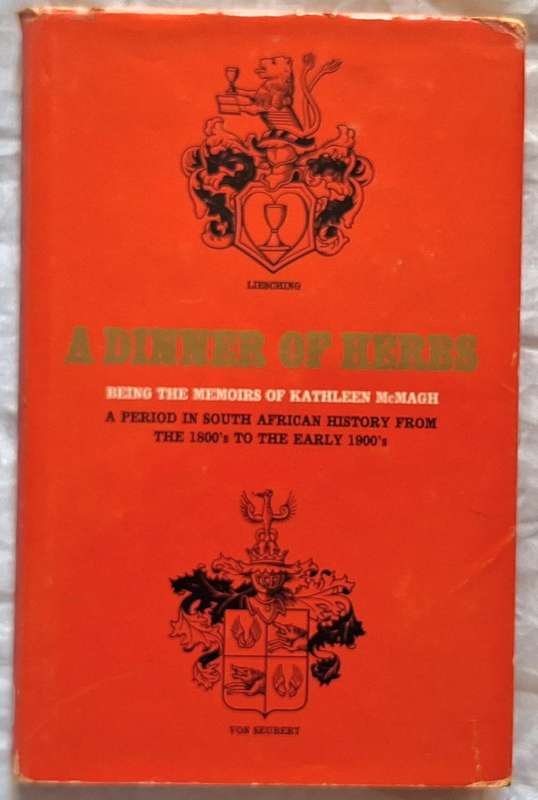 LIESCHING
A DINNER OF HERBS
BEING THE MEMOIRS OF KATHLEEN McMAGH
A PERIOD IN SOUTH AFRICAN HISTORY FROM
THE 1800's TO THE EARLY 1900's
VON SEUBERT